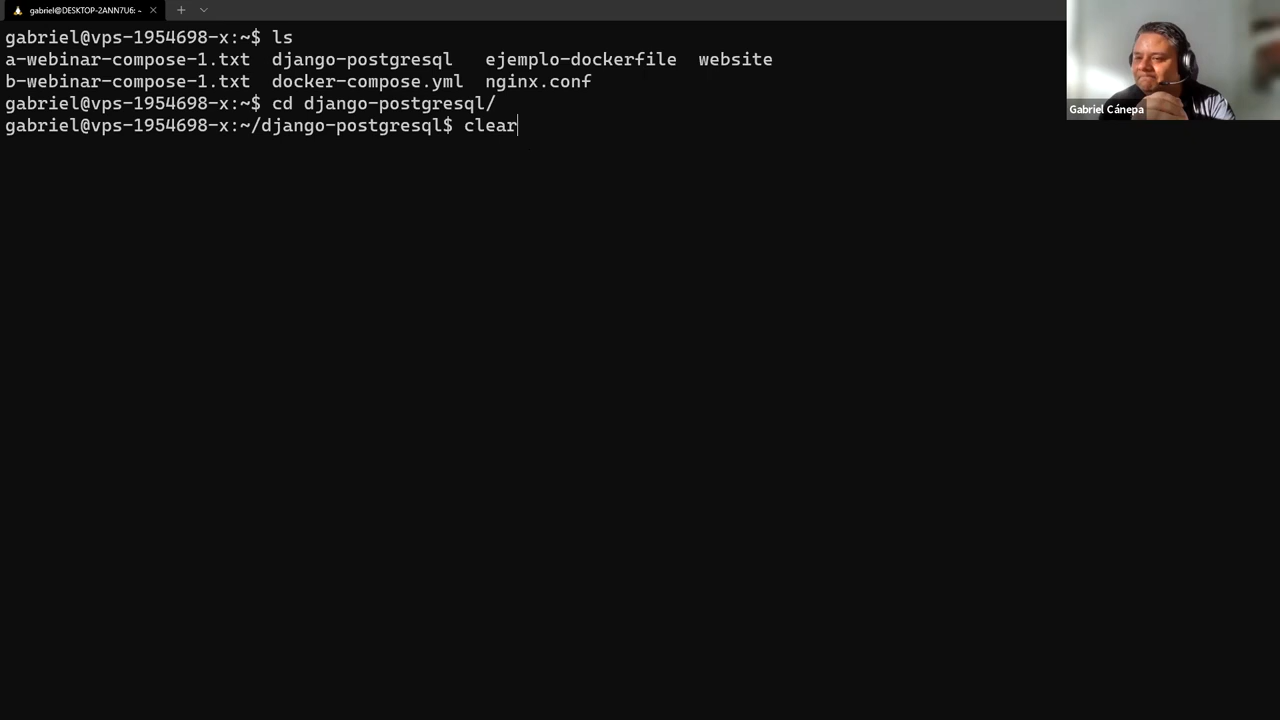 gabriel@DESKTOP-2ANN7U6: ~
gabriel@vps-1954698-x:~$ ls
a-webinar-compose-1.txt  django-postgresql   ejemplo-dockerfile  website
b-webinar-compose-1.txt  docker-compose.yml  nginx.conf
gabriel@vps-1954698-x:~$ cd django-postgresql/
gabriel@vps-1954698-x:~/django-postgresql$ clear
Gabriel Cánepa